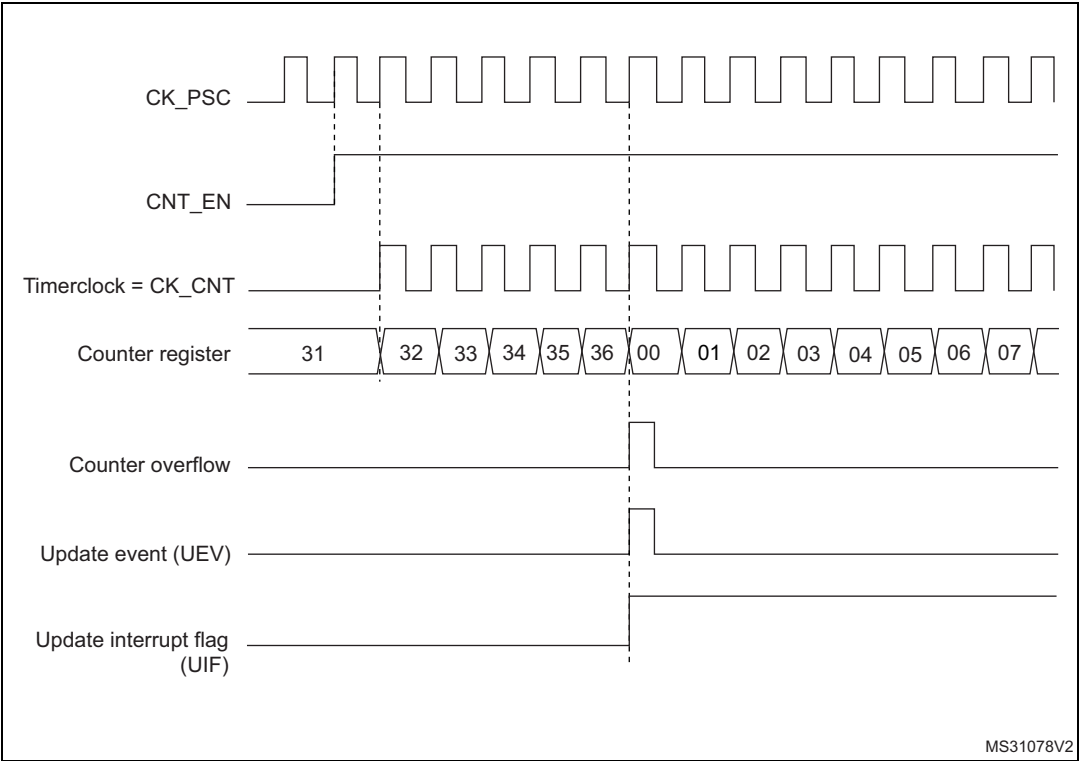 CK_PSC
CNT_EN
Timerclock = CK_CNT
Counter register 31 32 33 34 35 36 00 01 02 03 04 05 06 07
Counter overflow
Update event (UEV)
Update interrupt flag
(UIF)
MS31078V2